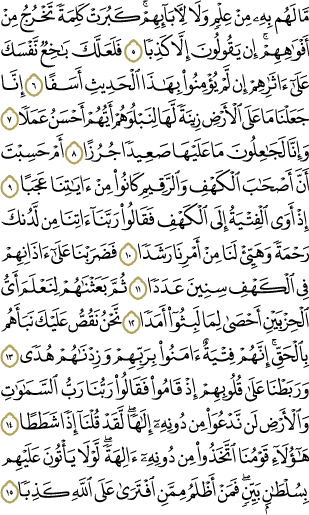 مَّا لَهُم بِهِۦ مِنْ عِلْمٍ وَلَا لِآبَآئِهِمْ ۚ كَبُرَتْ كَلِمَةً تَخْرُجُ مِنْ
أَفْوَٰهِهِمْ ۚ إِن يَقُولُونَ إِلَّا كَذِبًا ٥ فَلَعَلَّكَ بَٰخِعٌ نَّفْسَكَ
عَلَىٰٓ ءَاثَٰرِهِمْ إِن لَّمْ يُؤْمِنُوا۟ بِهَٰذَا ٱلْحَدِيثِ أَسَفًا ٦ إِنَّا
جَعَلْنَا مَا عَلَى ٱلْأَرْضِ زِينَةً لَّهَا لِنَبْلُوَهُمْ أَيُّهُمْ أَحْسَنُ عَمَلًا ٧
وَإِنَّا لَجَٰعِلُونَ مَا عَلَيْهَا صَعِيدًا جُرُزًا ٨ أَمْ حَسِبْتَ
أَنَّ أَصْحَٰبَ ٱلْكَهْفِ وَٱلرَّقِيمِ كَانُوا۟ مِنْ ءَايَٰتِنَا عَجَبًا ٩
إِذْ أَوَى ٱلْفِتْيَةُ إِلَى ٱلْكَهْفِ فَقَالُوا۟ رَبَّنَآ ءَاتِنَا مِن لَّدُنكَ
رَحْمَةً وَهَيِّئْ لَنَا مِنْ أَمْرِنَا رَشَدًا ١٠ فَضَرَبْنَا عَلَىٰٓ ءَاذَانِهِمْ
فِى ٱلْكَهْفِ سِنِينَ عَدَدًا ١١ ثُمَّ بَعَثْنَٰهُمْ لِنَعْلَمَ أَىُّ
ٱلْحِزْبَيْنِ أَحْصَىٰ لِمَا لَبِثُوٓا۟ أَمَدًا ١٢ نَّحْنُ نَقُصُّ عَلَيْكَ نَبَأَهُم
بِٱلْحَقِّ ۚ إِنَّهُمْ فِتْيَةٌ ءَامَنُوا۟ بِرَبِّهِمْ وَزِدْنَٰهُمْ هُدًى ١٣
وَرَبَطْنَا عَلَىٰ قُلُوبِهِمْ إِذْ قَامُوا۟ فَقَالُوا۟ رَبُّنَا رَبُّ ٱلسَّمَٰوَٰتِ
وَٱلْأَرْضِ لَن نَّدْعُوَا۟ مِن دُونِهِۦٓ إِلَٰهًا ۖ لَّقَدْ قُلْنَآ إِذًا شَطَطًا ١٤
هَٰٓؤُلَآءِ قَوْمُنَا ٱتَّخَذُوا۟ مِن دُونِهِۦٓ ءَالِهَةً ۖ لَّوْلَا يَأْتُونَ عَلَيْهِم
بِسُلْطَٰنٍۭ بَيِّنٍ ۖ فَمَنْ أَظْلَمُ مِمَّنِ ٱفْتَرَىٰ عَلَى ٱللَّهِ كَذِبًا ١٥